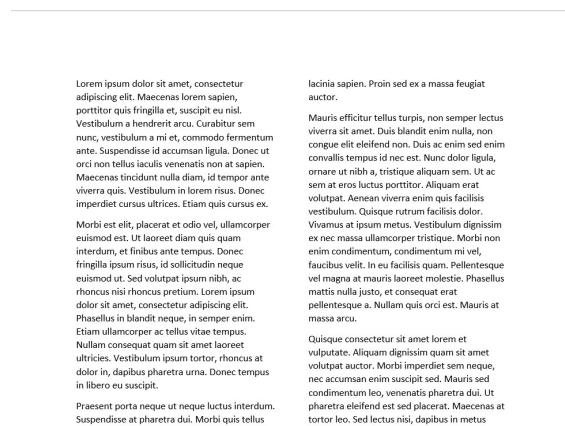 Lorem ipsum dolor sit amet, consectetur
adipiscing elit. Maecenas lorem sapien,
porttitor quis fringilla et, suscipit eu nisl.
Vestibulum a hendrerit arcu. Curabitur sem
nunc, vestibulum a mi et, commodo fermentum
ante. Suspendisse id accumsan ligula. Donec ut
orci non tellus iaculis venenatis non at sapien.
Maecenas tincidunt nulla diam, id tempor ante
viverra quis. Vestibulum in lorem risus. Donec
imperdiet cursus ultrices. Etiam quis cursus ex.
Morbi est elit, placerat et odio vel, ullamcorper
euismod est. Ut laoreet diam quis quam
interdum, et finibus ante tempus. Donec
fringilla ipsum risus, id sollicitudin neque
euismod ut. Sed volutpat ipsum nibh, ac
rhoncus nisi rhoncus pretium. Lorem ipsum
dolor sit amet, consectetur adipiscing elit.
Phasellus in blandit neque, in semper enim.
Etiam ullamcorper ac tellus vitae tempus.
Nullam consequat quam sit amet laoreet
ultricies. Vestibulum ipsum tortor, rhoncus at
dolor in, dapibus pharetra urna. Donec tempus
in libero eu suscipit.
Praesent porta neque ut neque luctus interdum.
Suspendisse at pharetra dui. Morbi quis tellus
lacinia sapien. Proin sed ex a massa feugiat
auctor.
Mauris efficitur tellus turpis, non semper lectus
viverra sit amet. Duis blandit enim nulla, non
congue elit eleifend non. Duis ac enim sed enim
convallis tempus id nec est. Nunc dolor ligula,
ornare ut nibh a, tristique aliquam sem. Ut ac
sem at eros luctus porttitor. Aliquam erat
volutpat. Aenean viverra enim quis facilisis
vestibulum. Quisque rutrum facilisis dolor.
Vivamus at ipsum metus. Vestibulum dignissim
ex nec massa ullamcorper tristique. Morbi non
enim condimentum, condimentum mi vel,
faucibus velit. In eu facilisis quam. Pellentesque
vel magna at mauris laoreet molestie. Phasellus
mattis nulla justo, et consequat erat
pellentesque a. Nullam quis orci est. Mauris at
massa arcu.
Quisque consectetur sit amet lorem et
vulputate. Aliquam dignissim quam sit amet
volutpat auctor. Morbi imperdiet sem neque,
nec accumsan enim suscipit sed. Mauris sed
condimentum leo, venenatis pharetra dui. Ut
pharetra eleifend est sed placerat. Maecenas at
tortor leo. Sed lectus nisi, dapibus in metus